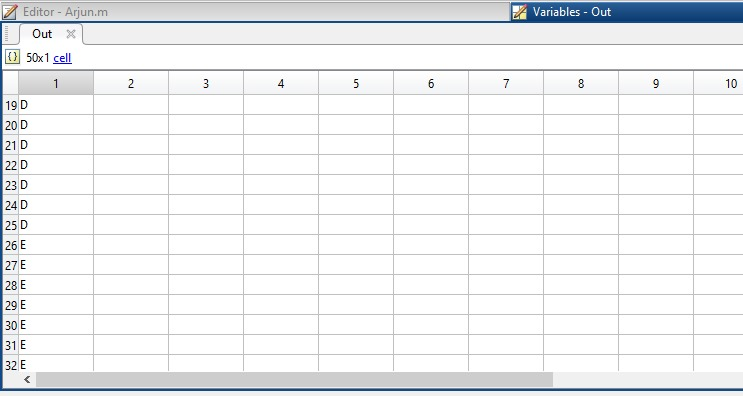 Editor - Arjun.m
Variables - Out
Out
50x1 cell
1 2 3 4 5 6 7 8 9 10
19 D
20 D
21 D
22 D
23 D
24 D
25 D
26 E
27 E
28 E
29 E
30 E
31 E
32 E